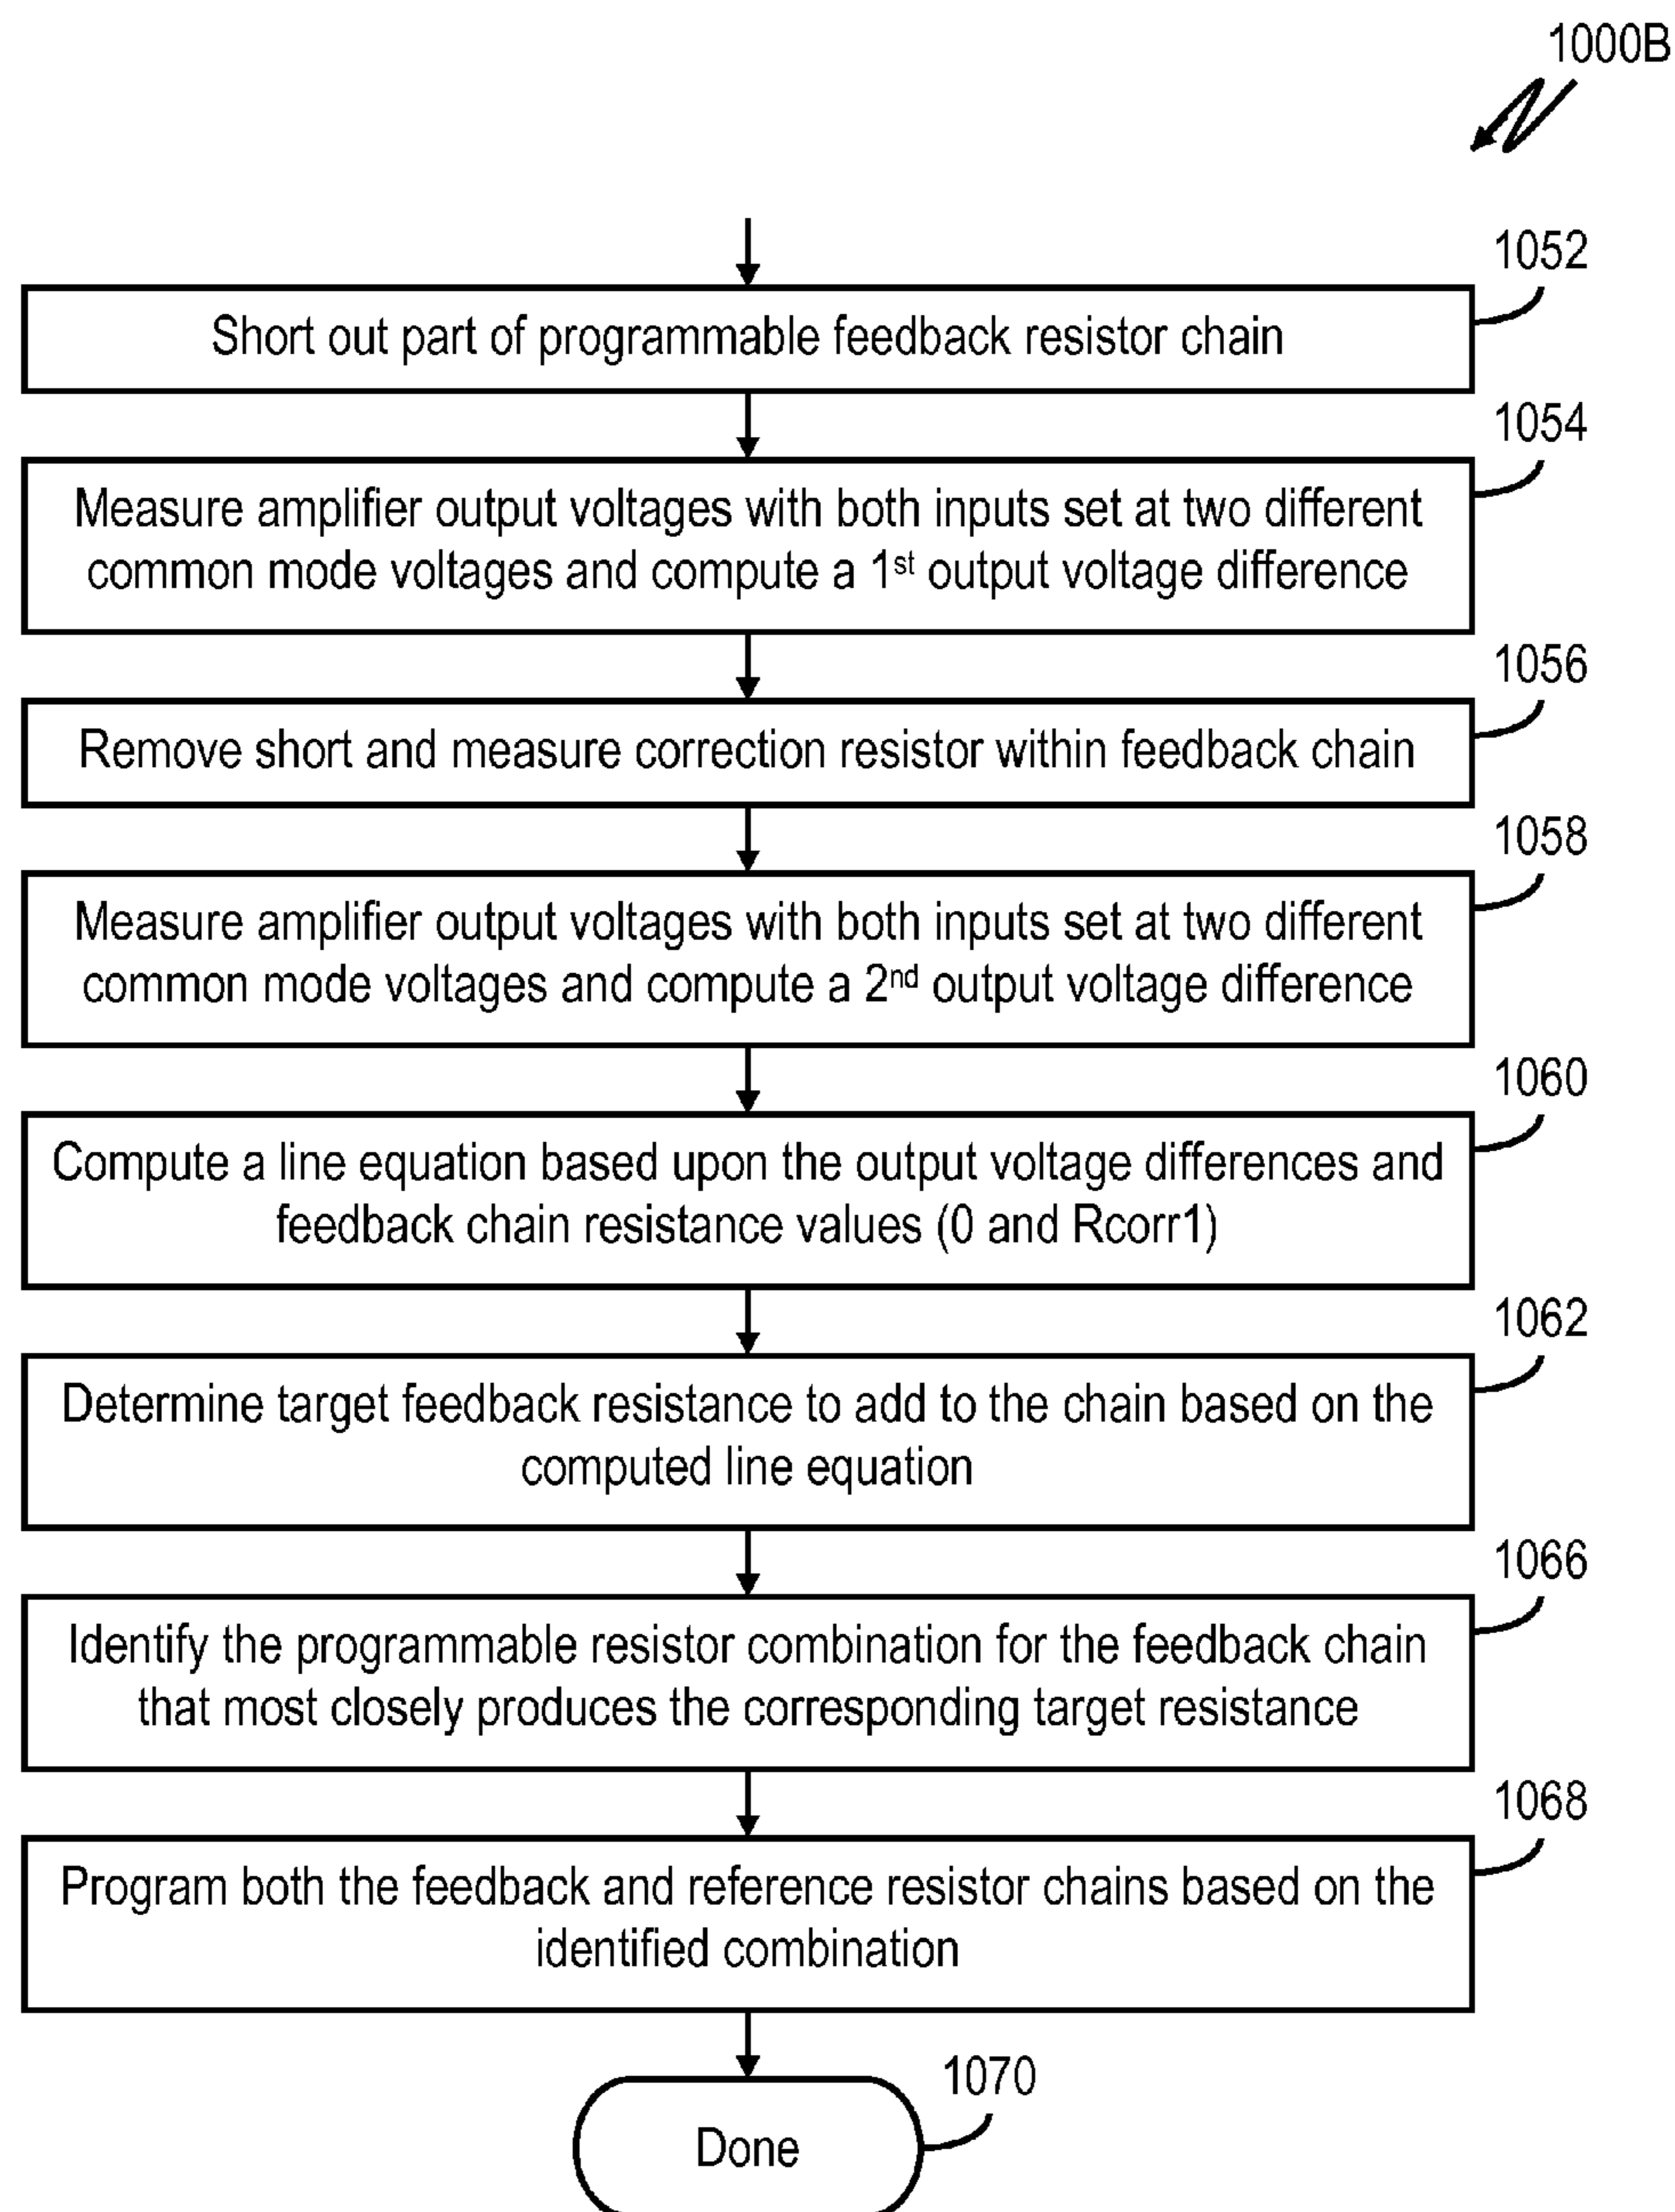 1000B
1052
Short out part of programmable feedback resistor chain
1054
Measure amplifier output voltages with both inputs set at two different
common mode voltages and compute a 1st output voltage difference
1056
Remove short and measure correction resistor within feedback chain
1058
Measure amplifier output voltages with both inputs set at two different
common mode voltages and compute a 2nd output voltage difference
1060
Compute a line equation based upon the output voltage differences and
feedback chain resistance values (0 and Rcorr1)
1062
Determine target feedback resistance to add to the chain based on the
computed line equation
1066
Identify the programmable resistor combination for the feedback chain
that most closely produces the corresponding target resistance
1068
Program both the feedback and reference resistor chains based on the
identified combination
1070
Done